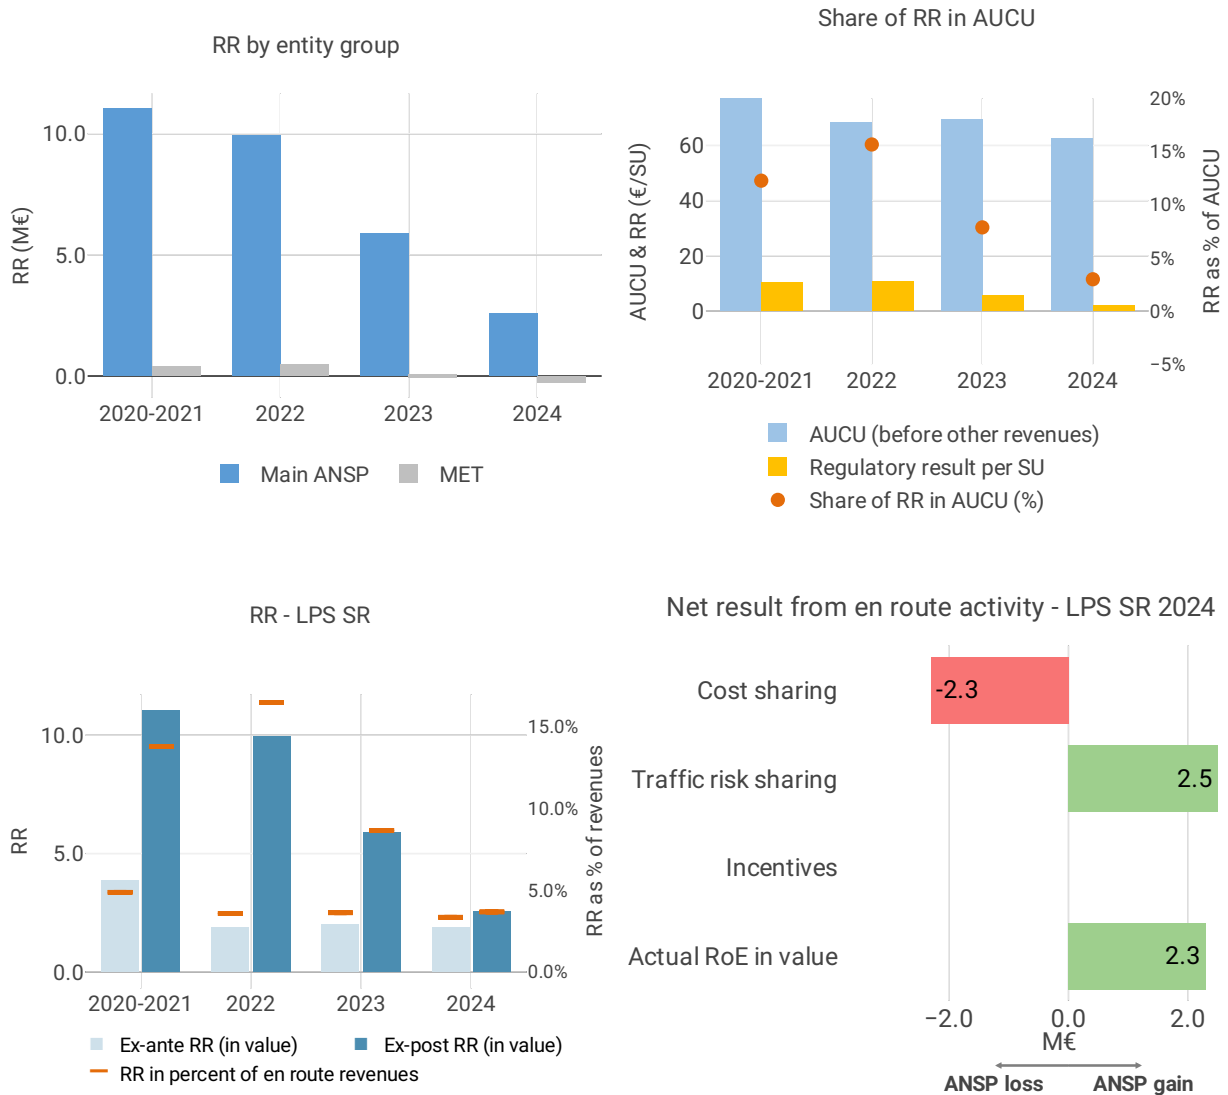 RR by entity group
RR (M€)
10.0
5.0
0.0
2020-2021 2022 2023 2024
Main ANSP MET
Share of RR in AUCU
AUCU & RR (€/SU)
60
40
20
0
20%
15%
10%
5%
0%
−5%
RR as % of AUCU
2020-2021 2022 2023 2024
AUCU (before other revenues)
Regulatory result per SU
Share of RR in AUCU (%)
RR - LPS SR
RR
10.0
5.0
0.0
15.0%
10.0%
5.0%
0.0%
RR as % of revenues
2020-2021 2022 2023 2024
Ex-ante RR (in value) Ex-post RR (in value)
RR in percent of en route revenues
Net result from en route activity - LPS SR 2024
Cost sharing -2.3
Traffic risk sharing 2.5
Incentives
Actual RoE in value 2.3
−2.0 0.0 2.0
M€
ANSP loss ANSP gain